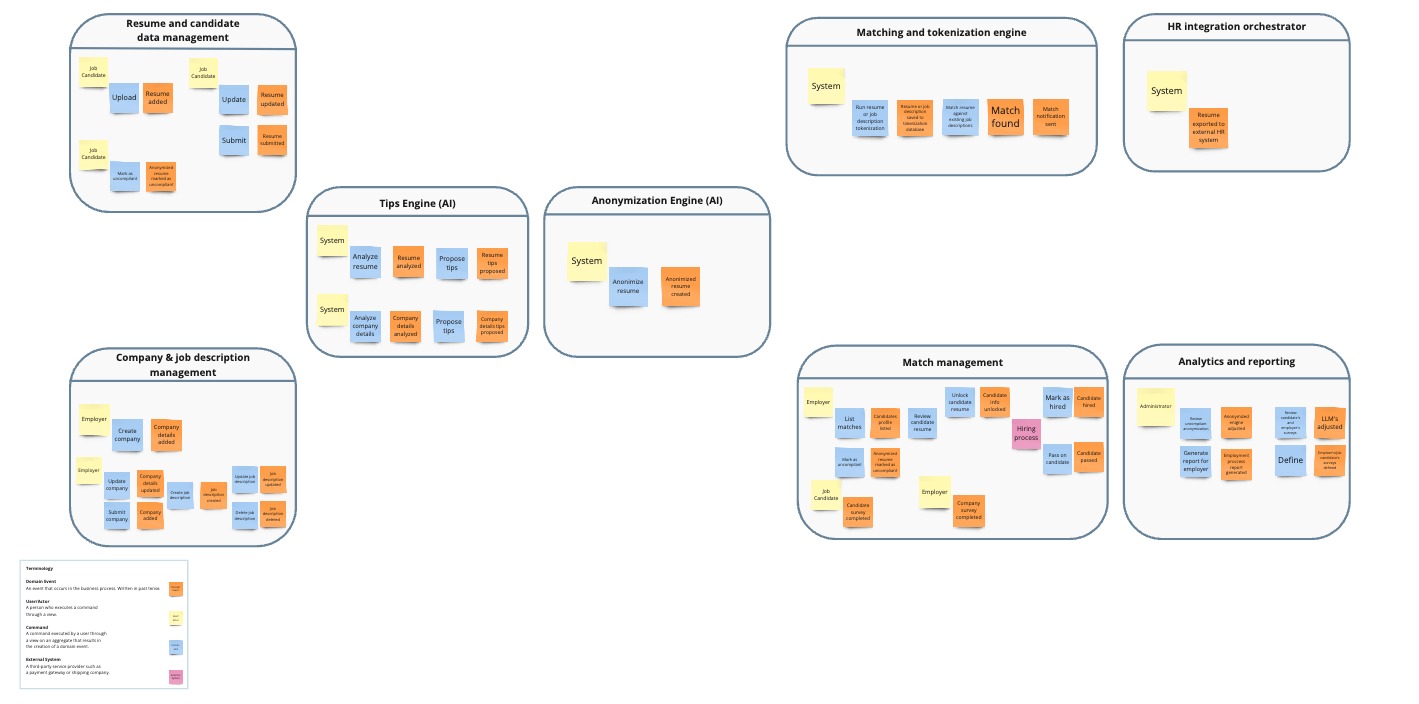 Resume and candidate
data management
Job
Candidate
Upload
Resume
added
Job
Candidate
Update
Resume
updated
Submit
Resume
submitted
Job
Candidate
Mark as
uncompliant
Anonymized
resume
marked as
uncompliant
Tips Engine (AI)
System
Analyze
resume
Resume
analyzed
Propose
tips
Resume
tips
proposed
System
Analyze
company
details
Company
details
analyzed
Propose
tips
Company
details tips
proposed
Anonymization Engine (AI)
System
Anonimize
resume
Anonimized
resume
created
Matching and tokenization engine
System
Run resume
or job
description
tokenization
Resume or job
description
saved to
tokenization
database
Match resume
against
existing job
descriptions
Match
found
Match
notification
sent
HR integration orchestrator
System
Resume
exported to
external HR
system
Company & job description
management
Employer
Create
company
Company
details
added
Employer
Update
company
Company
details
updated
Submit
company
Company
added
Create job
description
Job
description
created
Update job
description
Job
description
updated
Delete job
description
Job
description
deleted
Match management
Employer
List
matches
Candidates
profile
listed
Review
candidate
resume
Unlock
candidate
resume
Candidate
info
unlocked
Hiring
process
Mark as
hired
Candidate
hired
Pass on
candidate
Candidate
passed
Mark as
uncompliant
Anonymized
resume
marked as
uncompliant
Job
Candidate
Candidate
survey
completed
Employer
Company
survey
completed
Analytics and reporting
Administrator
Review
uncompliant
anonymization
Anonymized
engine
adjusted
Review
candidate's
and
employer's
surveys
LLM's
adjusted
Generate
report for
employer
Employment
process
report
generated
Define
surveys
Terminology
Domain Event
An event that occurs in the business process. Written in past tence.
User/Actor
A person who executes a command
through a view.
Command
A command executed by a user through
a view on an aggregate that results in
the creation of a domain event.
External System
A third-party service provider such as
a payment gateway or shipping company.